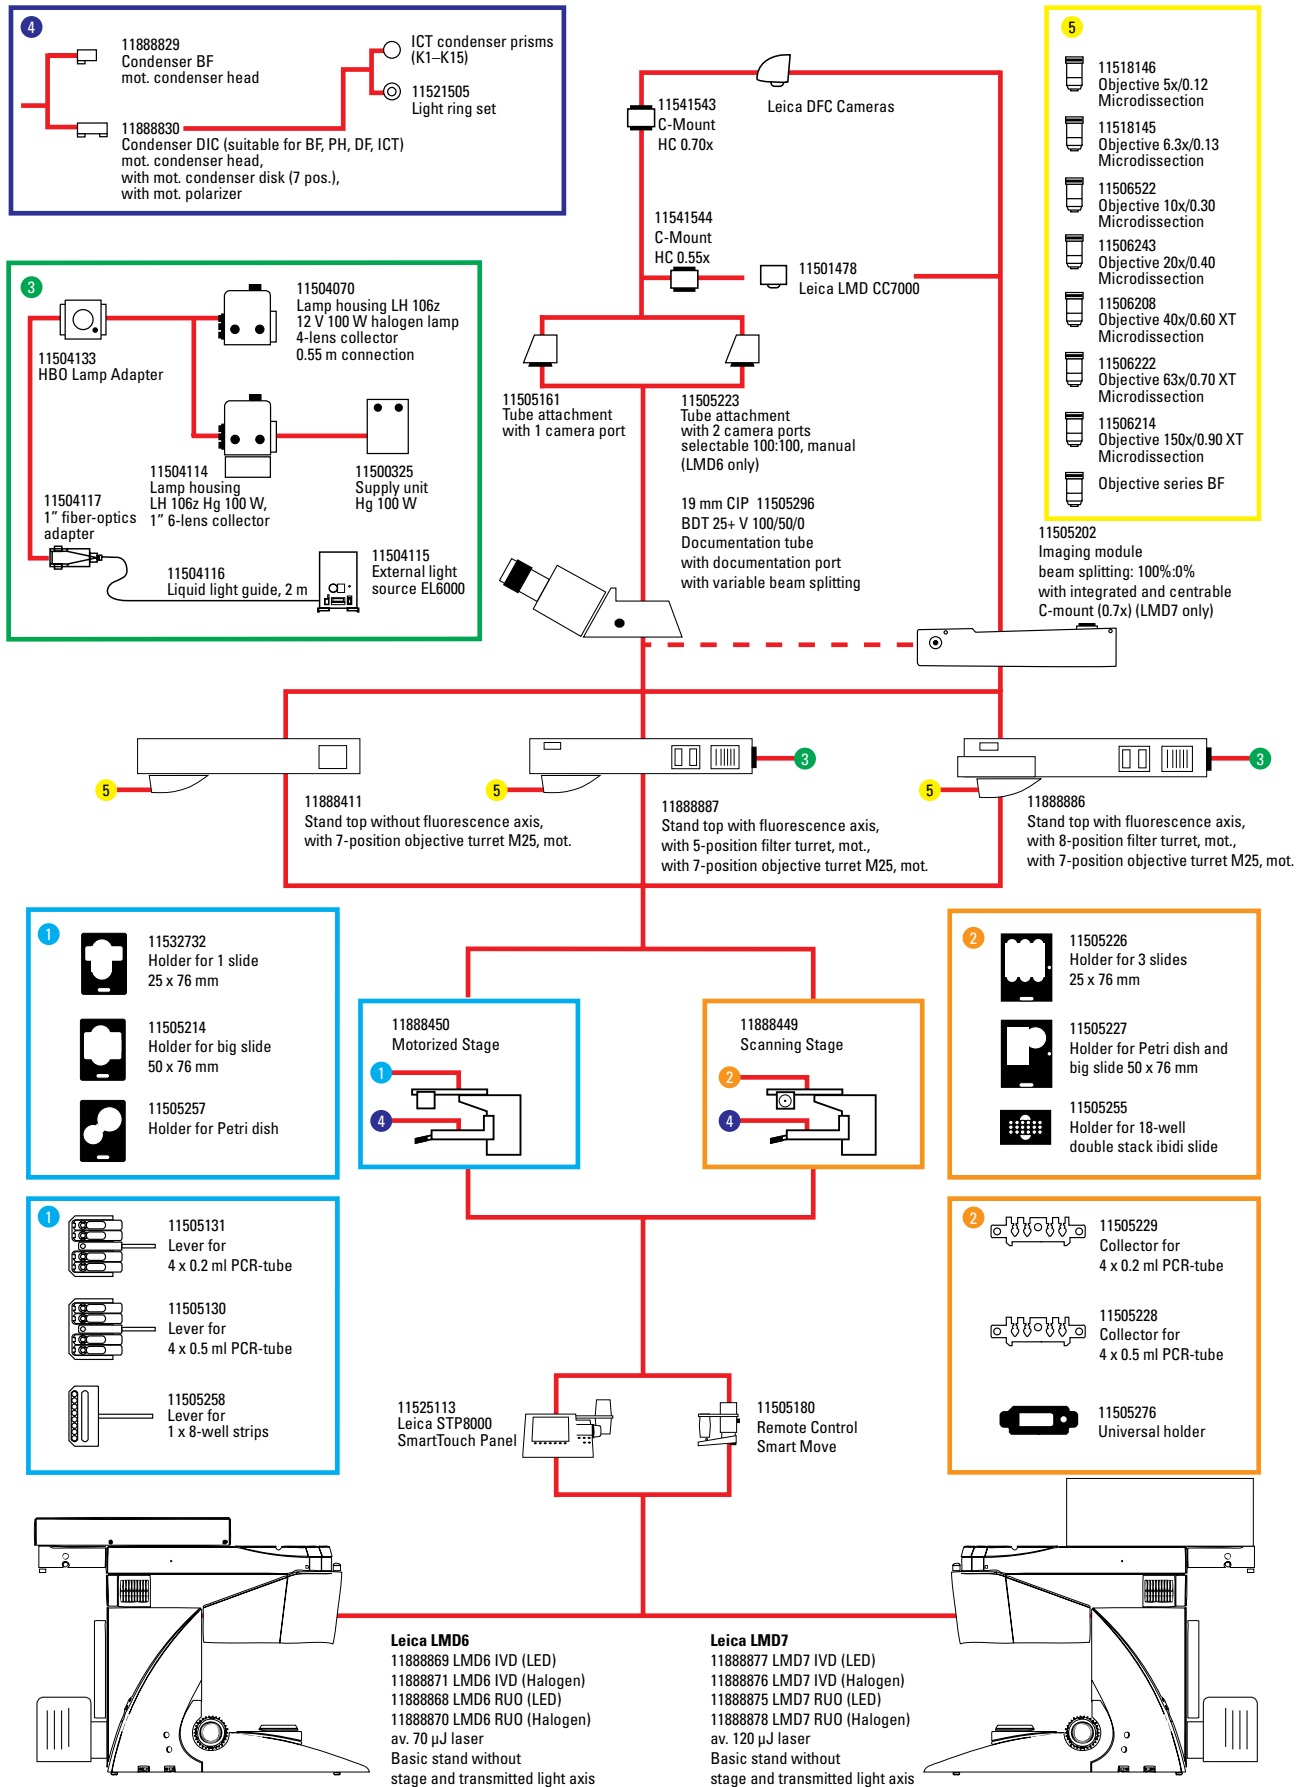 4
11888829
Condenser BF
mot. condenser head
ICT condenser prisms
(K1–K15)
11521505
Light ring set
11888830
Condenser DIC (suitable for BF, PH, DF, ICT)
mot. condenser head,
with mot. condenser disk (7 pos.),
with mot. polarizer
11541543
C-Mount
HC 0.70x
Leica DFC Cameras
11541544
C-Mount
HC 0.55x
11501478
Leica LMD CC7000
5
11518146
Objective 5x/0.12
Microdissection
11518145
Objective 6.3x/0.13
Microdissection
11506522
Objective 10x/0.30
Microdissection
11506243
Objective 20x/0.40
Microdissection
11506208
Objective 40x/0.60 XT
Microdissection
11506222
Objective 63x/0.70 XT
Microdissection
11506214
Objective 150x/0.90 XT
Microdissection
Objective series BF
3
11504070
Lamp housing LH 106z
12 V 100 W halogen lamp
4-lens collector
0.55 m connection
11504133
HBO Lamp Adapter
11504114
Lamp housing
LH 106z Hg 100 W,
1” 6-lens collector
11500325
Supply unit
Hg 100 W
11504117
1” fiber-optics
adapter
11504116
Liquid light guide, 2 m
11504115
External light
source EL6000
11505161
Tube attachment
with 1 camera port
11505223
Tube attachment
with 2 camera ports
selectable 100:100, manual
(LMD6 only)
19 mm CIP 11505296
BDT 25+ V 100/50/0
Documentation tube
with documentation port
with variable beam splitting
11505202
Imaging module
beam splitting: 100%:0%
with integrated and centrable
C-mount (0.7x) (LMD7 only)
5
11888411
Stand top without fluorescence axis,
with 7-position objective turret M25, mot.
3
5
11888887
Stand top with fluorescence axis,
with 5-position filter turret, mot.,
with 7-position objective turret M25, mot.
3
5
11888886
Stand top with fluorescence axis,
with 8-position filter turret, mot.,
with 7-position objective turret M25, mot.
1
11532732
Holder for 1 slide
25 x 76 mm
11505214
Holder for big slide
50 x 76 mm
11505257
Holder for Petri dish
11888450
Motorized Stage
1
4
11888449
Scanning Stage
2
4
2
11505226
Holder for 3 slides
25 x 76 mm
11505227
Holder for Petri dish and
big slide 50 x 76 mm
11505255
Holder for 18-well
double stack ibidi slide
1
11505131
Lever for
4 x 0.2 ml PCR-tube
11505130
Lever for
4 x 0.5 ml PCR-tube
11505258
Lever for
1 x 8-well strips
2
11505229
Collector for
4 x 0.2 ml PCR-tube
11505228
Collector for
4 x 0.5 ml PCR-tube
11505276
Universal holder
11525113
Leica STP8000
SmartTouch Panel
11505180
Remote Control
Smart Move
Leica LMD6
11888869 LMD6 IVD (LED)
11888871 LMD6 IVD (Halogen)
11888868 LMD6 RUO (LED)
11888870 LMD6 RUO (Halogen)
av. 70 µJ laser
Basic stand without
stage and transmitted light axis
Leica LMD7
11888877 LMD7 IVD (LED)
11888876 LMD7 IVD (Halogen)
11888875 LMD7 RUO (LED)
11888878 LMD7 RUO (Halogen)
av. 120 µJ laser
Basic stand without
stage and transmitted light axis